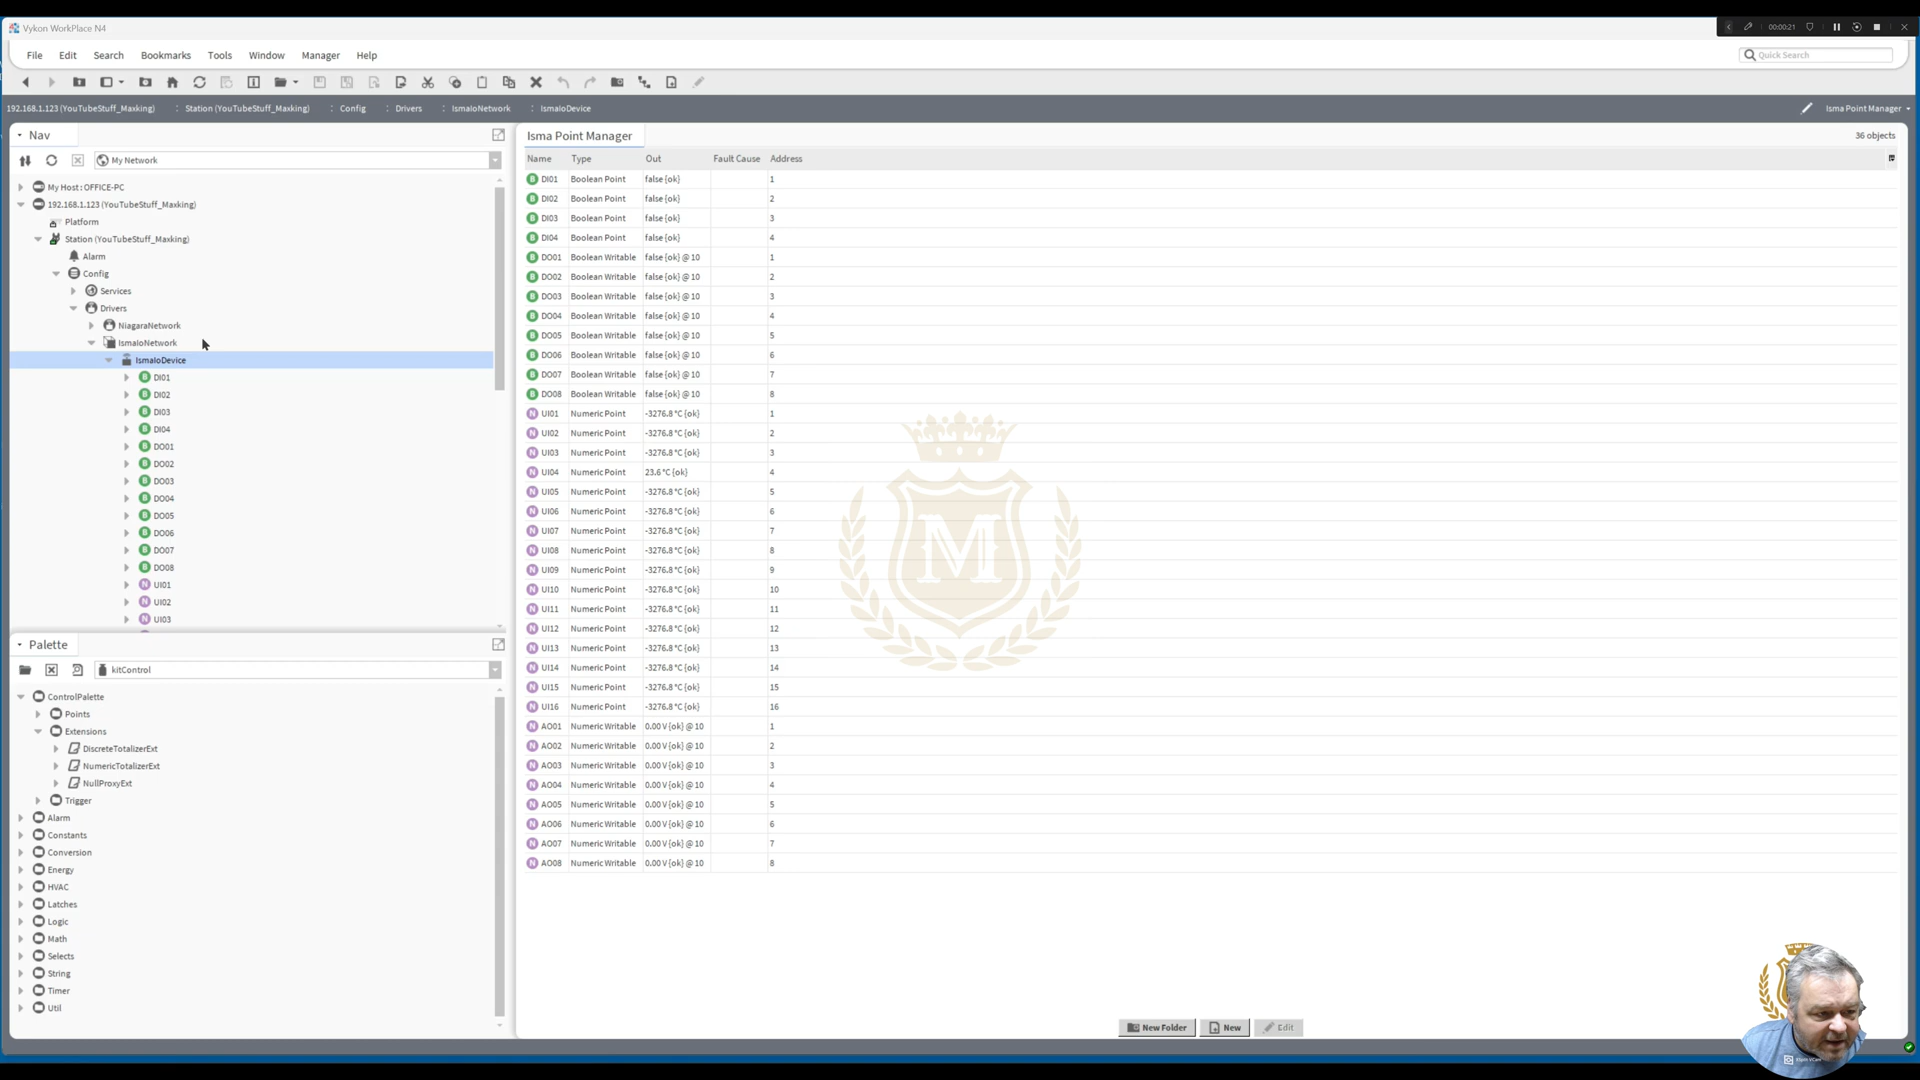 Vykon WorkPlace N4
00:00:21
File Edit Search Bookmarks Tools Window Manager Help
Quick Search
192.168.1.123 (YouTubeStuff_Maxking) : Station (YouTubeStuff_Maxking) : Config : Drivers : IsmaIoNetwork : IsmaIoDevice
Isma Point Manager
Nav
My Network
My Host : OFFICE-PC
192.168.1.123 (YouTubeStuff_Maxking)
Platform
Station (YouTubeStuff_Maxking)
Alarm
Config
Services
Drivers
NiagaraNetwork
IsmaIoNetwork
IsmaIoDevice
DI01
DI02
DI03
DI04
DO01
DO02
DO03
DO04
DO05
DO06
DO07
DO08
UI01
UI02
UI03
Palette
kitControl
ControlPalette
Points
Extensions
DiscreteTotalizerExt
NumericTotalizerExt
NullProxyExt
Trigger
Alarm
Constants
Conversion
Energy
HVAC
Latches
Logic
Math
Selects
String
Timer
Util
Isma Point Manager
36 objects
Name Type Out Fault Cause Address
DI01 Boolean Point false {ok} 1
DI02 Boolean Point false {ok} 2
DI03 Boolean Point false {ok} 3
DI04 Boolean Point false {ok} 4
DO01 Boolean Writable false {ok} @ 10 1
DO02 Boolean Writable false {ok} @ 10 2
DO03 Boolean Writable false {ok} @ 10 3
DO04 Boolean Writable false {ok} @ 10 4
DO05 Boolean Writable false {ok} @ 10 5
DO06 Boolean Writable false {ok} @ 10 6
DO07 Boolean Writable false {ok} @ 10 7
DO08 Boolean Writable false {ok} @ 10 8
UI01 Numeric Point -3276.8 °C {ok} 1
UI02 Numeric Point -3276.8 °C {ok} 2
UI03 Numeric Point -3276.8 °C {ok} 3
UI04 Numeric Point 23.6 °C {ok} 4
UI05 Numeric Point -3276.8 °C {ok} 5
UI06 Numeric Point -3276.8 °C {ok} 6
UI07 Numeric Point -3276.8 °C {ok} 7
UI08 Numeric Point -3276.8 °C {ok} 8
UI09 Numeric Point -3276.8 °C {ok} 9
UI10 Numeric Point -3276.8 °C {ok} 10
UI11 Numeric Point -3276.8 °C {ok} 11
UI12 Numeric Point -3276.8 °C {ok} 12
UI13 Numeric Point -3276.8 °C {ok} 13
UI14 Numeric Point -3276.8 °C {ok} 14
UI15 Numeric Point -3276.8 °C {ok} 15
UI16 Numeric Point -3276.8 °C {ok} 16
AO01 Numeric Writable 0.00 V {ok} @ 10 1
AO02 Numeric Writable 0.00 V {ok} @ 10 2
AO03 Numeric Writable 0.00 V {ok} @ 10 3
AO04 Numeric Writable 0.00 V {ok} @ 10 4
AO05 Numeric Writable 0.00 V {ok} @ 10 5
AO06 Numeric Writable 0.00 V {ok} @ 10 6
AO07 Numeric Writable 0.00 V {ok} @ 10 7
AO08 Numeric Writable 0.00 V {ok} @ 10 8
M
New Folder New Edit